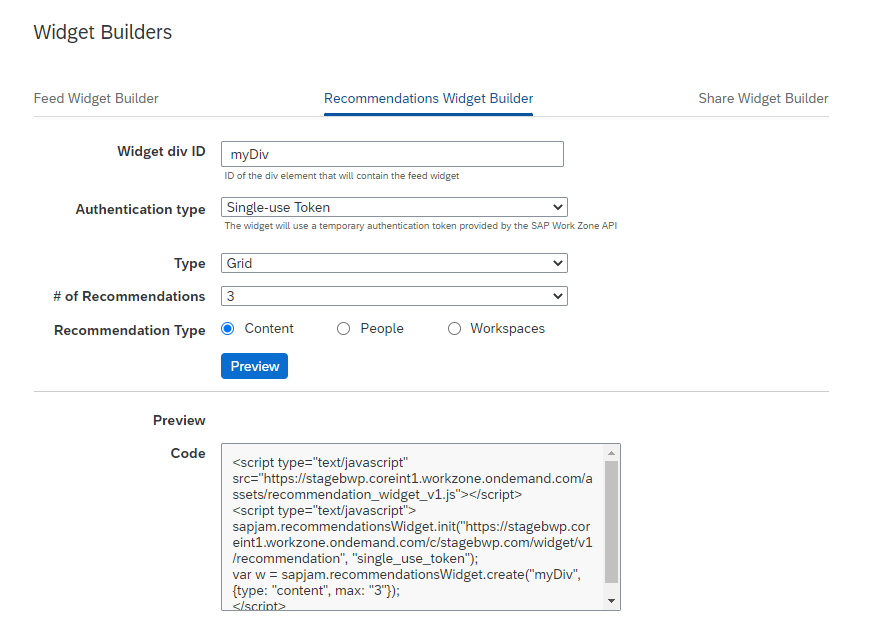 Widget Builders
Feed Widget Builder Recommendations Widget Builder Share Widget Builder
Widget div ID myDiv
ID of the div element that will contain the feed widget
Authentication type Single-use Token
The widget will use a temporary authentication token provided by the SAP Work Zone API
Type Grid
# of Recommendations 3
Recommendation Type Content People Workspaces
Preview
Preview
Code
<script type="text/javascript"
src="https://stagebwp.coreint1.workzone.ondemand.com/a
ssets/recommendation_widget_v1.js"></script>
<script type="text/javascript">
sapjam.recommendationsWidget.init("https://stagebwp.cor
eint1.workzone.ondemand.com/c/stagebwp.com/widget/v1
/recommendation", "single_use_token");
var w = sapjam.recommendationsWidget.create("myDiv",
{type: "content", max: "3"});
</script>